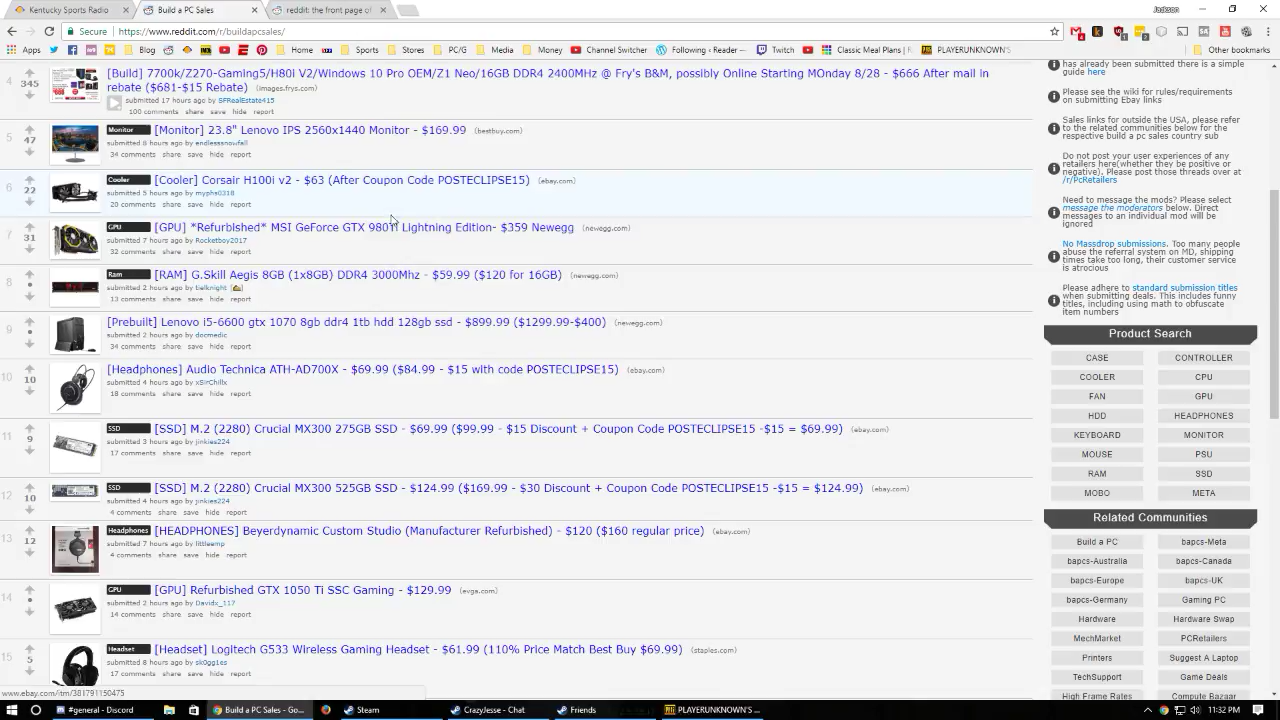 Kentucky Sports Radio
Build a PC Sales
reddit: the front page of
Jackson
Secure
https://www.reddit.com/r/buildapcsales/
Apps
Blog
Home
Sports
Stores
PC/G
Media
Money
Channel Switcher
Following - Reader - 
Twitch
Classic Meal Plans
PLAYERUNKNOWN'S
Other bookmarks
4
345
[Build] 7700k/Z270-Gaming5/H80i V2/Windows 10 Pro OEM/Z1 Neo/
DDR4 2400MHz @ Fry's B&M, possibly Online Stsrting MOnday 8/28 - $666 After mail in
rebate ($681-$15 Rebate) (images.frys.com)
submitted 17 hours ago by SFRealEstate415
100 comments share save hide report
5
47
Monitor [Monitor] 23.8" Lenovo IPS 2560x1440 Monitor - $169.99 (bestbuy.com)
submitted 8 hours ago by endlesssnowfall
34 comments share save hide report
6
22
Cooler [Cooler] Corsair H100i v2 - $63 (After Coupon Code POSTECLIPSE15) (ebay.com)
submitted 5 hours ago by myphs0318
20 comments share save hide report
7
31
GPU [GPU] *Refurbished* MSI GeForce GTX 980Ti Lightning Edition- $359 Newegg (newegg.com)
submitted 7 hours ago by Rocketboy2017
32 comments share save hide report
8
•
Ram [RAM] G.Skill Aegis 8GB (1x8GB) DDR4 3000Mhz - $59.99 ($120 for 16GB) (newegg.com)
submitted 2 hours ago by tielknight
13 comments share save hide report
9
[Prebuilt] Lenovo i5-6600 gtx 1070 8gb ddr4 1tb hdd 128gb ssd - $899.99 ($1299.99-$400) (newegg.com)
submitted 2 hours ago by docmedic
34 comments share save hide report
10
10
[Headphones] Audio Technica ATH-AD700X - $69.99 ($84.99 - $15 with code POSTECLIPSE15) (ebay.com)
submitted 4 hours ago by xSirChillx
18 comments share save hide report
11
9
SSD [SSD] M.2 (2280) Crucial MX300 275GB SSD - $69.99 ($99.99 - $15 Discount + Coupon Code POSTECLIPSE15 -$15 = $69.99) (ebay.com)
submitted 3 hours ago by jinkies224
17 comments share save hide report
12
10
SSD [SSD] M.2 (2280) Crucial MX300 525GB SSD - $124.99 ($169.99 - $30 Discount + Coupon Code POSTECLIPSE15 -$15 = $124.99) (ebay.com)
submitted 4 hours ago by jinkies224
4 comments share save hide report
13
12
Headphones [HEADPHONES] Beyerdynamic Custom Studio (Manufacturer Refurbished) - $120 ($160 regular price) (ebay.com)
submitted 7 hours ago by littleamp
4 comments share save hide report
14
GPU [GPU] Refurbished GTX 1050 Ti SSC Gaming - $129.99 (evga.com)
submitted 2 hours ago by Davidx_117
14 comments share save hide report
15
5
Headset [Headset] Logitech G533 Wireless Gaming Headset - $61.99 (110% Price Match Best Buy $69.99) (staples.com)
submitted 8 hours ago by sk0gg1es
17 comments share save hide report
has already been submitted there is a simple
guide here
Please see the wiki for rules/requirements
on submitting Ebay links
Sales links for outside the USA, please refer
to the related communities below for the
respective build a pc sales country sub
Do not post your user experiences of any
retailers here(whether they be positive or
negative). Please post those threads over at
/r/PcRetailers
Need to message the mods? Please select
message the moderators below. Direct
messages to an individual mod will be
ignored
No Massdrop submissions. Too many people
abuse the referral system on MD, shipping
times take too long, their customer service
is atrocious
Please adhere to standard submission titles
when submitting deals. This includes funny
titles, including using math to obfuscate
item numbers
Product Search
CASE CONTROLLER
COOLER CPU
FAN GPU
HDD HEADPHONES
KEYBOARD MONITOR
MOUSE PSU
RAM SSD
MOBO META
Related Communities
Build a PC bapcs-Meta
bapcs-Australia bapcs-Canada
bapcs-Europe bapcs-UK
bapcs-Germany Gaming PC
Hardware Hardware Swap
MechMarket PCRetailers
Printers Suggest A Laptop
TechSupport Game Deals
High Frame Rates Compute Bazaar
www.ebay.com/itm/381791150475
#general - Discord
Build a PC Sales - Go...
Steam
CrazyJesse - Chat
Friends
PLAYERUNKNOWN'S ...
11:32 PM